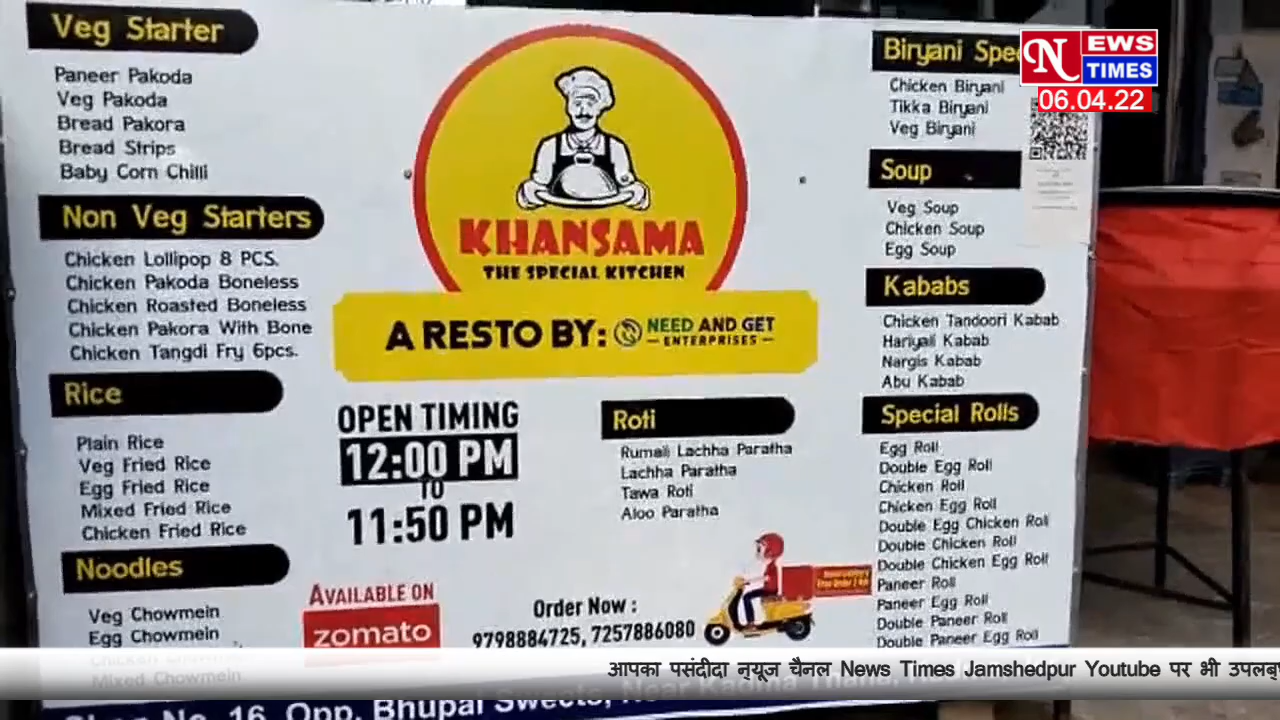 Veg Starter
Paneer Pakoda
Veg Pakoda
Bread Pakora
Bread Strips
Baby Corn Chilli
Non Veg Starters
Chicken Lollipop 8 PCS.
Chicken Pakoda Boneless
Chicken Roasted Boneless
Chicken Pakora With Bone
Chicken Tangdi Fry 6pcs.
Rice
Plain Rice
Veg Fried Rice
Egg Fried Rice
Mixed Fried Rice
Chicken Fried Rice
Noodles
Veg Chowmein
Egg Chowmein
Chicken Chowmein
Mixed Chowmein
KHANSAMA
THE SPECIAL KITCHEN
A RESTO BY: NEED AND GET
ENTERPRISES
OPEN TIMING
12:00 PM
TO
11:50 PM
AVAILABLE ON
zomato
Order Now :
9798884725, 7257886080
Roti
Rumali Lachha Paratha
Lachha Paratha
Tawa Roti
Aloo Paratha
Biryani
Chicken Biryani
Tikka Biryani
Veg Biryani
Soup
Veg Soup
Chicken Soup
Egg Soup
Kababs
Chicken Tandoori Kabab
Hariyali Kabab
Nargis Kabab
Abu Kabab
Special Rolls
Egg Roll
Double Egg Roll
Chicken Roll
Chicken Egg Roll
Double Egg Chicken Roll
Double Chicken Roll
Double Chicken Egg Roll
Paneer Roll
Paneer Egg Roll
Double Paneer Roll
Double Paneer Egg Roll
NEWS
TIMES
06.04.22
आपका पसंदीदा न्यूज चैनल News Times Jamshedpur Youtube पर भी
No. 16, Opp. Bhupal Sweets, Near Kadma Thana